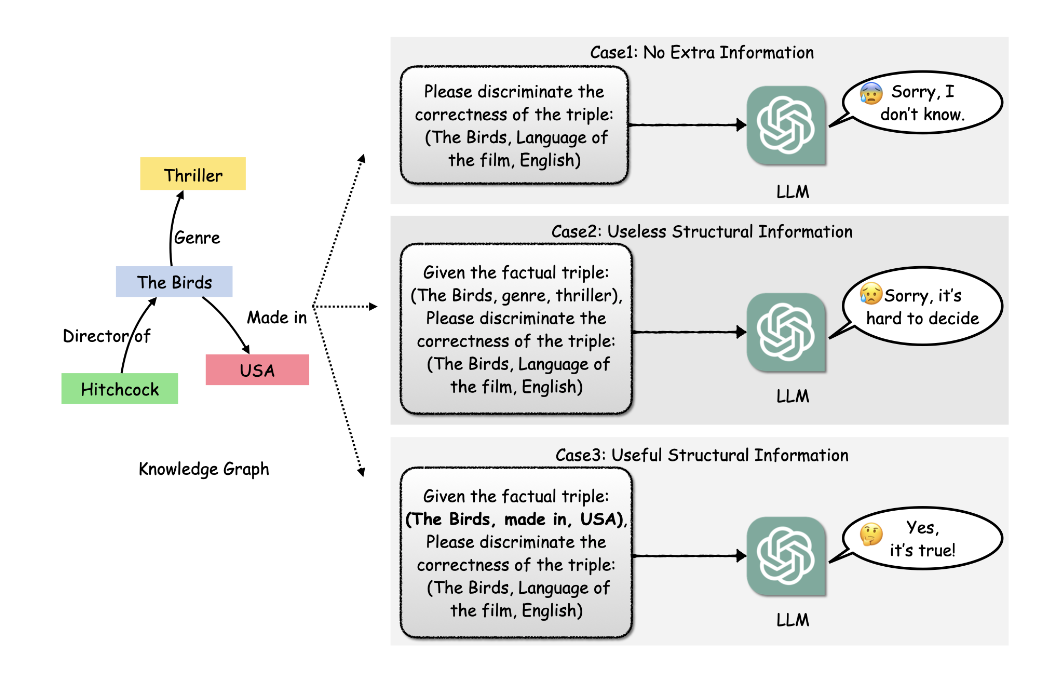 Thriller
Genre
The Birds
Director of
Made in
USA
Hitchcock
Knowledge Graph
Case1: No Extra Information
Please discriminate the
correctness of the triple:
(The Birds, Language of
the film, English)
LLM
Sorry, I
don't know.
Case2: Useless Structural Information
Given the factual triple:
(The Birds, genre, thriller),
Please discriminate the
correctness of the triple:
(The Birds, Language of
the film, English)
LLM
Sorry, it's
hard to decide
Case3: Useful Structural Information
Given the factual triple:
(The Birds, made in, USA),
Please discriminate the
correctness of the triple:
(The Birds, Language of
the film, English)
LLM
Yes,
it's true!